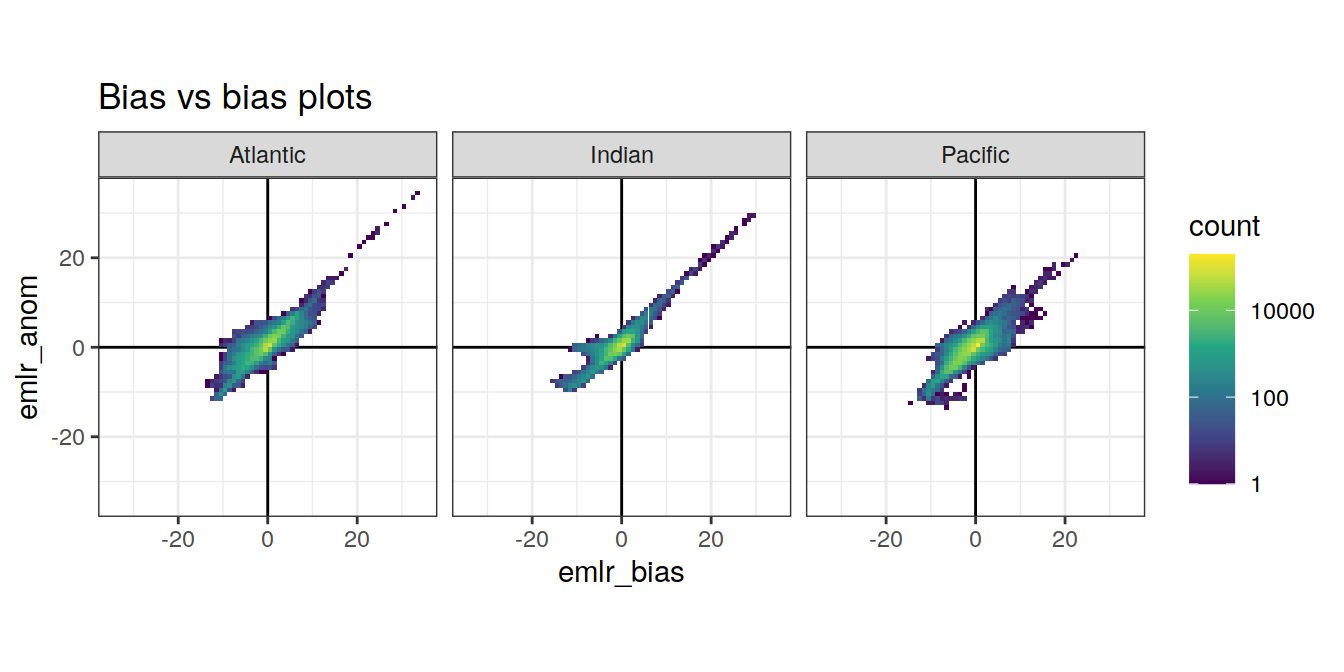 Bias vs bias plots
Atlantic
Indian
Pacific
count
10000
100
1
emlr_anom
20
0
-20
-20 0 20
-20 0 20
-20 0 20
emlr_bias